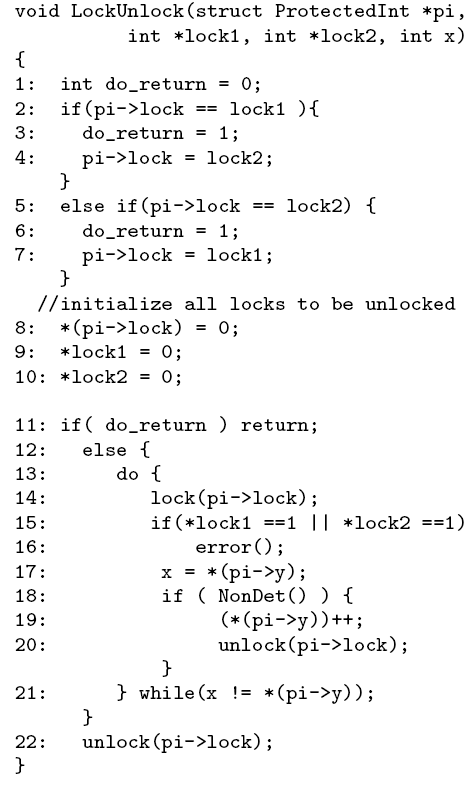 void LockUnlock(struct ProtectedInt *pi,
int *lock1, int *lock2, int x)
{
1: int do_return = 0;
2: if(pi->lock == lock1 ){
3: do_return = 1;
4: pi->lock = lock2;
}
5: else if(pi->lock == lock2) {
6: do_return = 1;
7: pi->lock = lock1;
}
//initialize all locks to be unlocked
8: *(pi->lock) = 0;
9: *lock1 = 0;
10: *lock2 = 0;
11: if( do_return ) return;
12: else {
13: do {
14: lock(pi->lock);
15: if(*lock1 ==1 || *lock2 ==1)
16: error();
17: x = *(pi->y);
18: if ( NonDet() ) {
19: (*(pi->y))++;
20: unlock(pi->lock);
}
21: } while(x != *(pi->y));
}
22: unlock(pi->lock);
}